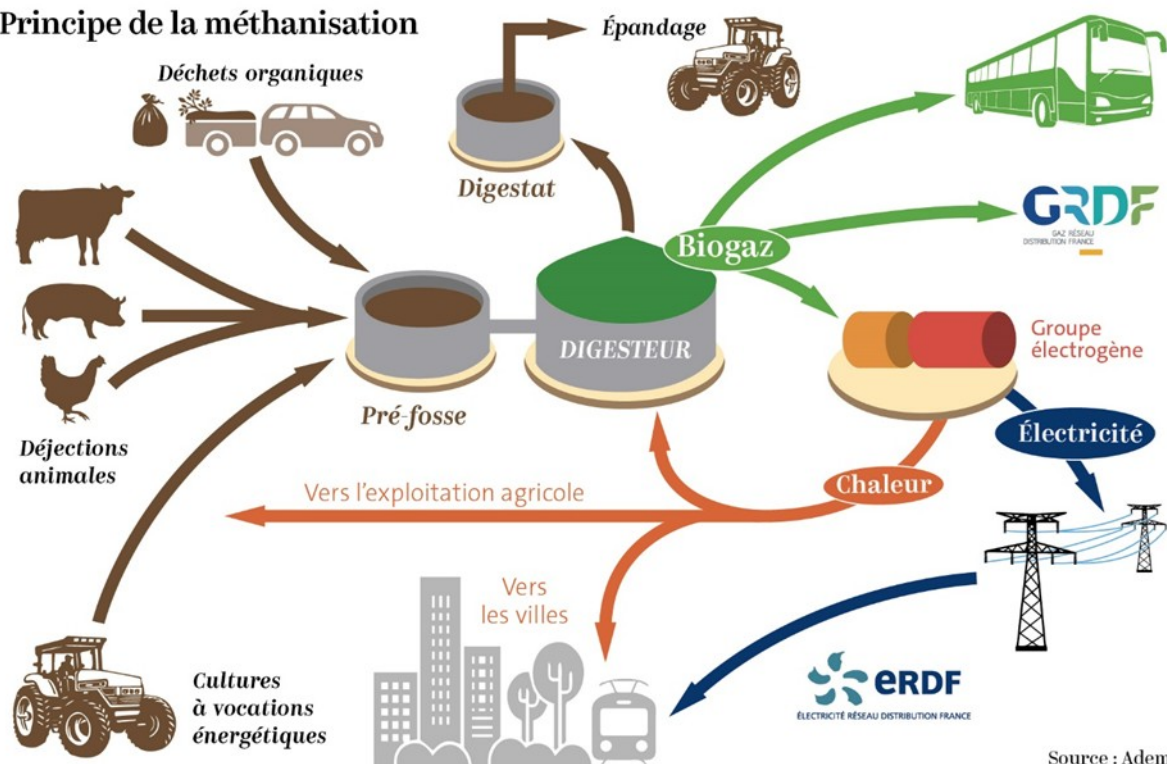 Principe de la méthanisation
Déchets organiques
Épandage
Digestat
Biogaz
GRDF
GAZ RÉSEAU
DISTRIBUTION FRANCE
DIGESTEUR
Groupe
électrogène
Pré-fosse
Déjections
animales
Électricité
Chaleur
Vers l'exploitation agricole
Vers
les villes
Cultures
à vocations
énergétiques
eRDF
ÉLECTRICITÉ RÉSEAU DISTRIBUTION FRANCE
Source : Adem